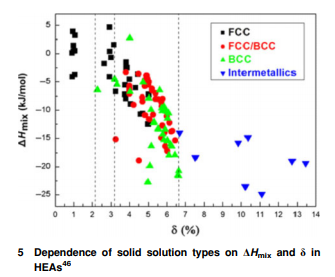 5
0
-5
-10
-15
-20
-25
ΔHmix (kJ/mol)
FCC
FCC/BCC
BCC
Intermetallics
0 1 2 3 4 5 6 7 8 9 10 11 12 13 14
δ (%)
5 Dependence of solid solution types on ΔHmix and δ in
HEAs46